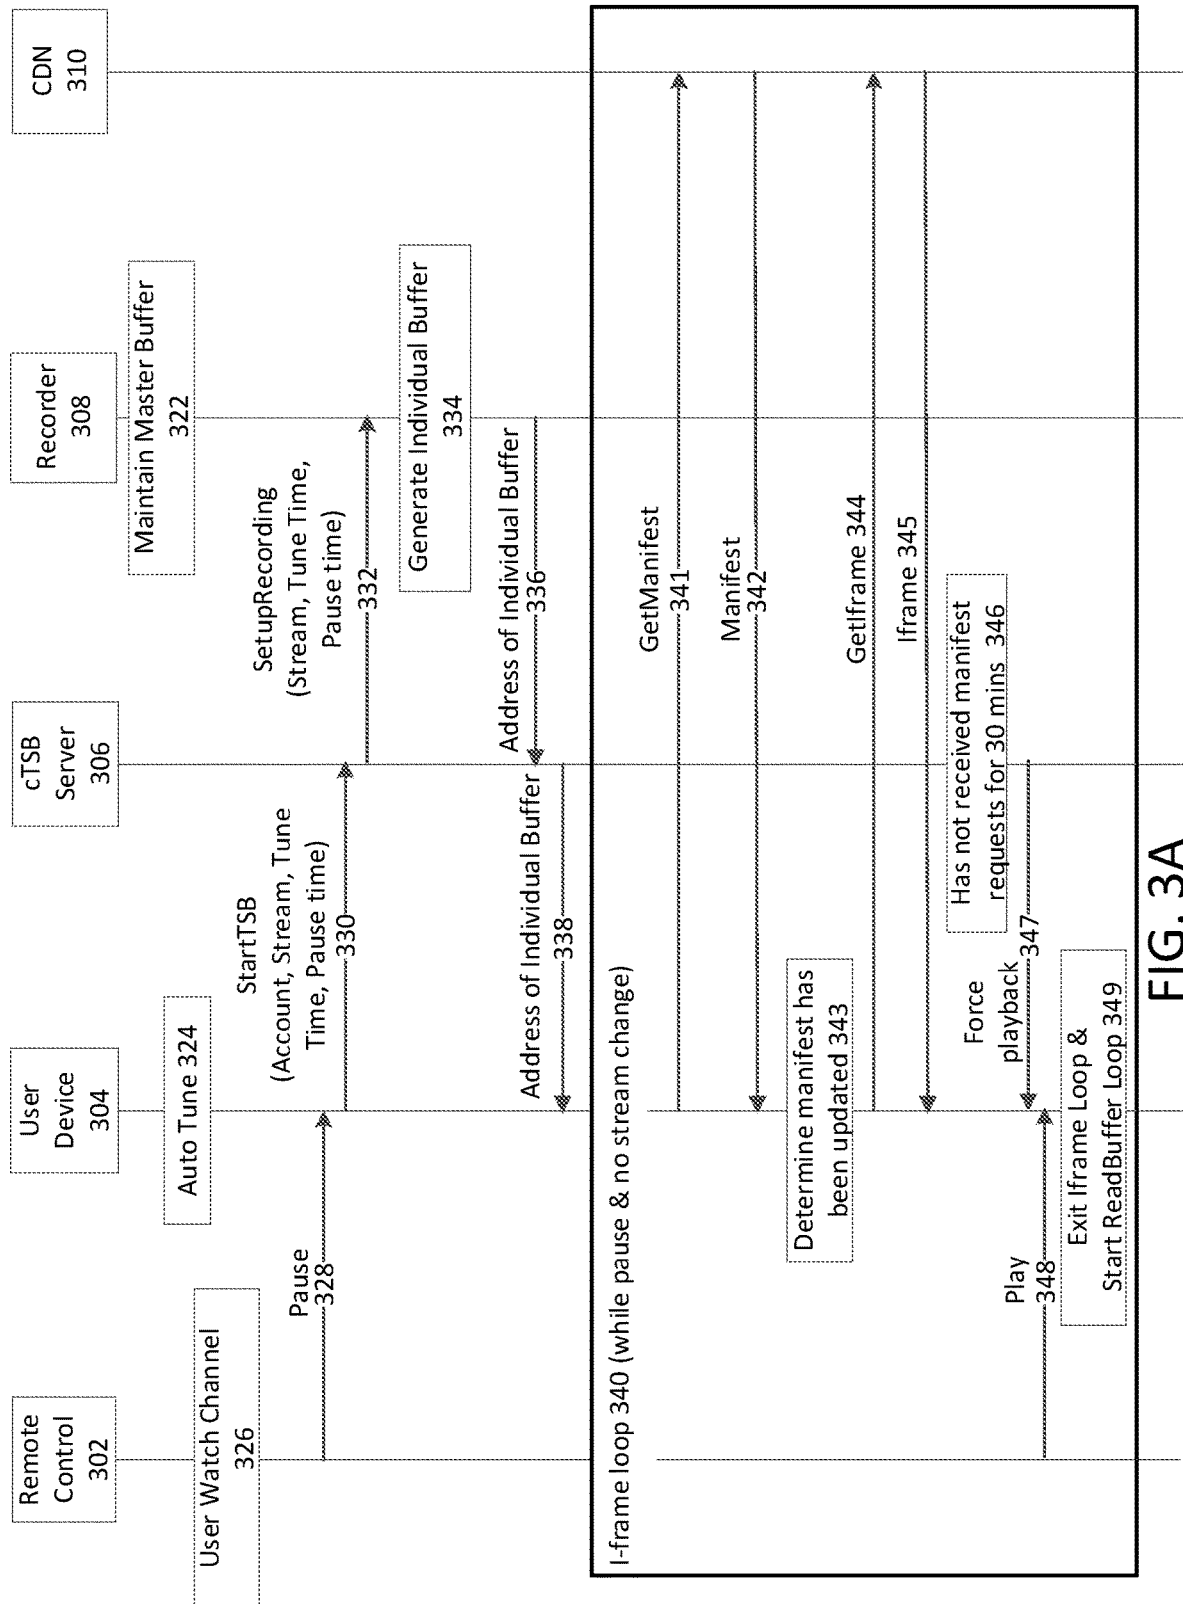 Remote
Control
302
User
Device
304
cTSB
Server
306
Recorder
308
CDN
310
Maintain Master Buffer
322
Auto Tune 324
User Watch Channel
326
Pause
328
StartTSB
(Account, Stream, Tune
Time, Pause time)
330
SetupRecording
(Stream, Tune Time,
Pause time)
332
Generate Individual Buffer
334
Address of Individual Buffer
336
Address of Individual Buffer
338
I-frame loop 340 (while pause & no stream change)
GetManifest
341
Manifest
342
Determine manifest has
been updated 343
GetIframe 344
Iframe 345
Has not received manifest
requests for 30 mins 346
Force
playback
347
Play
348
Exit Iframe Loop &
Start ReadBuffer Loop 349
FIG. 3A